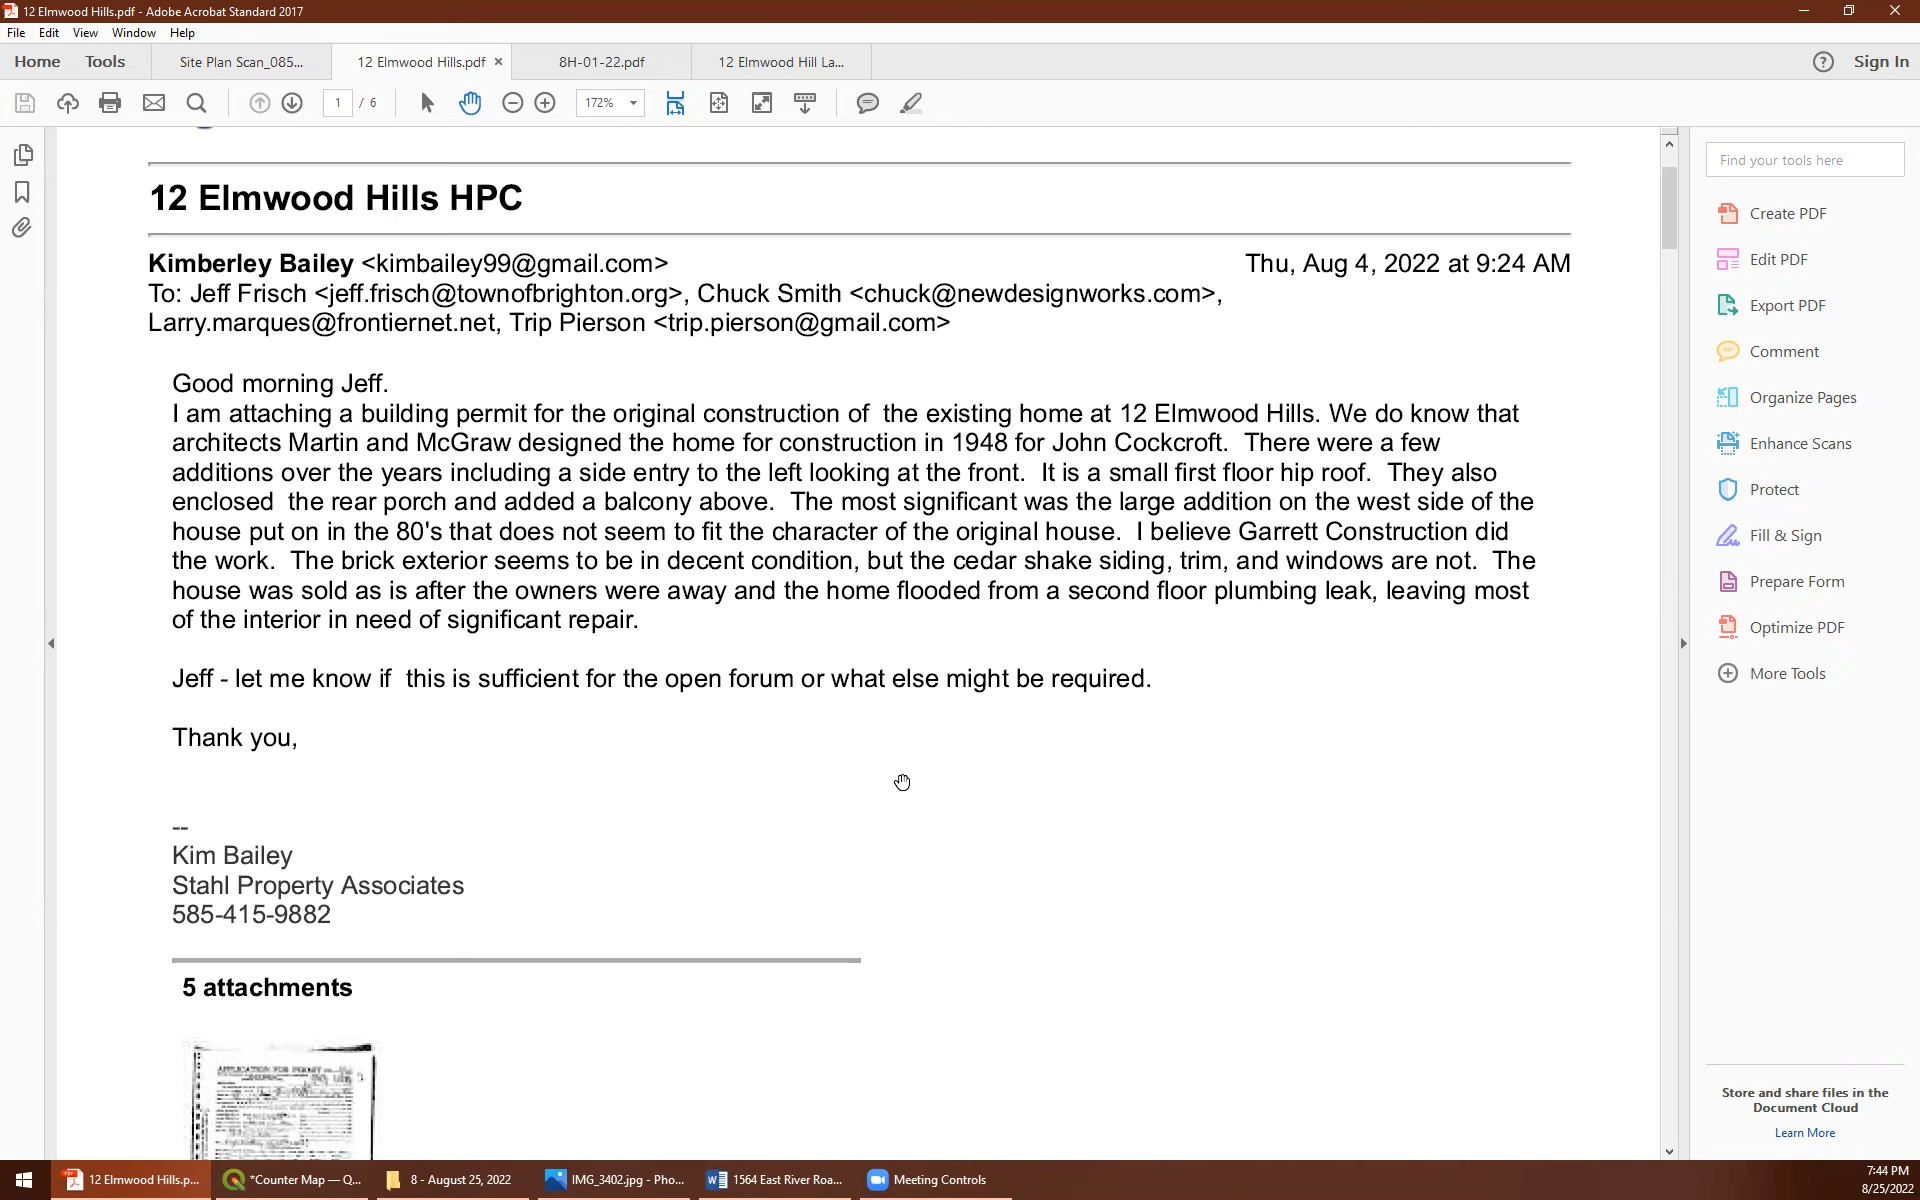 12 Elmwood Hills.pdf - Adobe Acrobat Standard 2017
File Edit View Window Help
Home Tools Site Plan Scan_085... 12 Elmwood Hills.pdf × 8H-01-22.pdf 12 Elmwood Hill La... Sign In
1 / 6 172%
12 Elmwood Hills HPC
Kimberley Bailey <kimbailey99@gmail.com> Thu, Aug 4, 2022 at 9:24 AM
To: Jeff Frisch <jeff.frisch@townofbrighton.org>, Chuck Smith <chuck@newdesignworks.com>,
Larry.marques@frontiernet.net, Trip Pierson <trip.pierson@gmail.com>
Good morning Jeff.
I am attaching a building permit for the original construction of the existing home at 12 Elmwood Hills. We do know that
architects Martin and McGraw designed the home for construction in 1948 for John Cockcroft. There were a few
additions over the years including a side entry to the left looking at the front. It is a small first floor hip roof. They also
enclosed the rear porch and added a balcony above. The most significant was the large addition on the west side of the
house put on in the 80's that does not seem to fit the character of the original house. I believe Garrett Construction did
the work. The brick exterior seems to be in decent condition, but the cedar shake siding, trim, and windows are not. The
house was sold as is after the owners were away and the home flooded from a second floor plumbing leak, leaving most
of the interior in need of significant repair.
Jeff - let me know if this is sufficient for the open forum or what else might be required.
Thank you,
--
Kim Bailey
Stahl Property Associates
585-415-9882
5 attachments
APPLICATION FOR PERMIT
Find your tools here
Create PDF
Edit PDF
Export PDF
Comment
Organize Pages
Enhance Scans
Protect
Fill & Sign
Prepare Form
Optimize PDF
More Tools
Store and share files in the
Document Cloud
Learn More
12 Elmwood Hills.p... *Counter Map — Q... 8 - August 25, 2022 IMG_3402.jpg - Pho... 1564 East River Roa... Meeting Controls
7:44 PM
8/25/2022